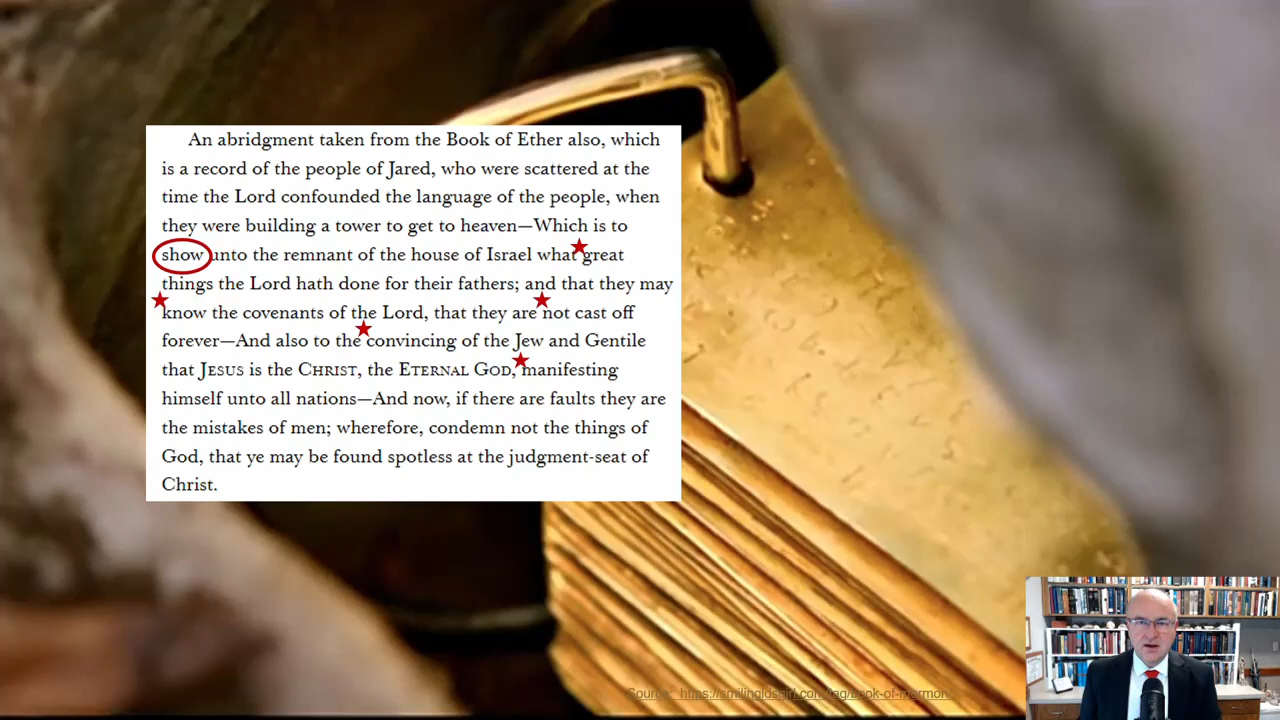 An abridgment taken from the Book of Ether also, which
is a record of the people of Jared, who were scattered at the
time the Lord confounded the language of the people, when
they were building a tower to get to heaven—Which is to
show unto the remnant of the house of Israel what great
things the Lord hath done for their fathers; and that they may
know the covenants of the Lord, that they are not cast off
forever—And also to the convincing of the Jew and Gentile
that JESUS is the CHRIST, the ETERNAL GOD, manifesting
himself unto all nations—And now, if there are faults they are
the mistakes of men; wherefore, condemn not the things of
God, that ye may be found spotless at the judgment-seat of
Christ.
Source: